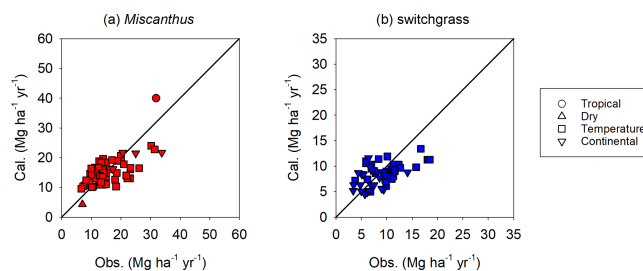 (a) Miscanthus
(b) switchgrass
Cal. (Mg ha⁻¹ yr⁻¹)
60
50
40
30
20
10
0
0 10 20 30 40 50 60
Obs. (Mg ha⁻¹ yr⁻¹)
Cal. (Mg ha⁻¹ yr⁻¹)
35
30
25
20
15
10
5
0
0 5 10 15 20 25 30 35
Obs. (Mg ha⁻¹ yr⁻¹)
Tropical
Dry
Temperature
Continental